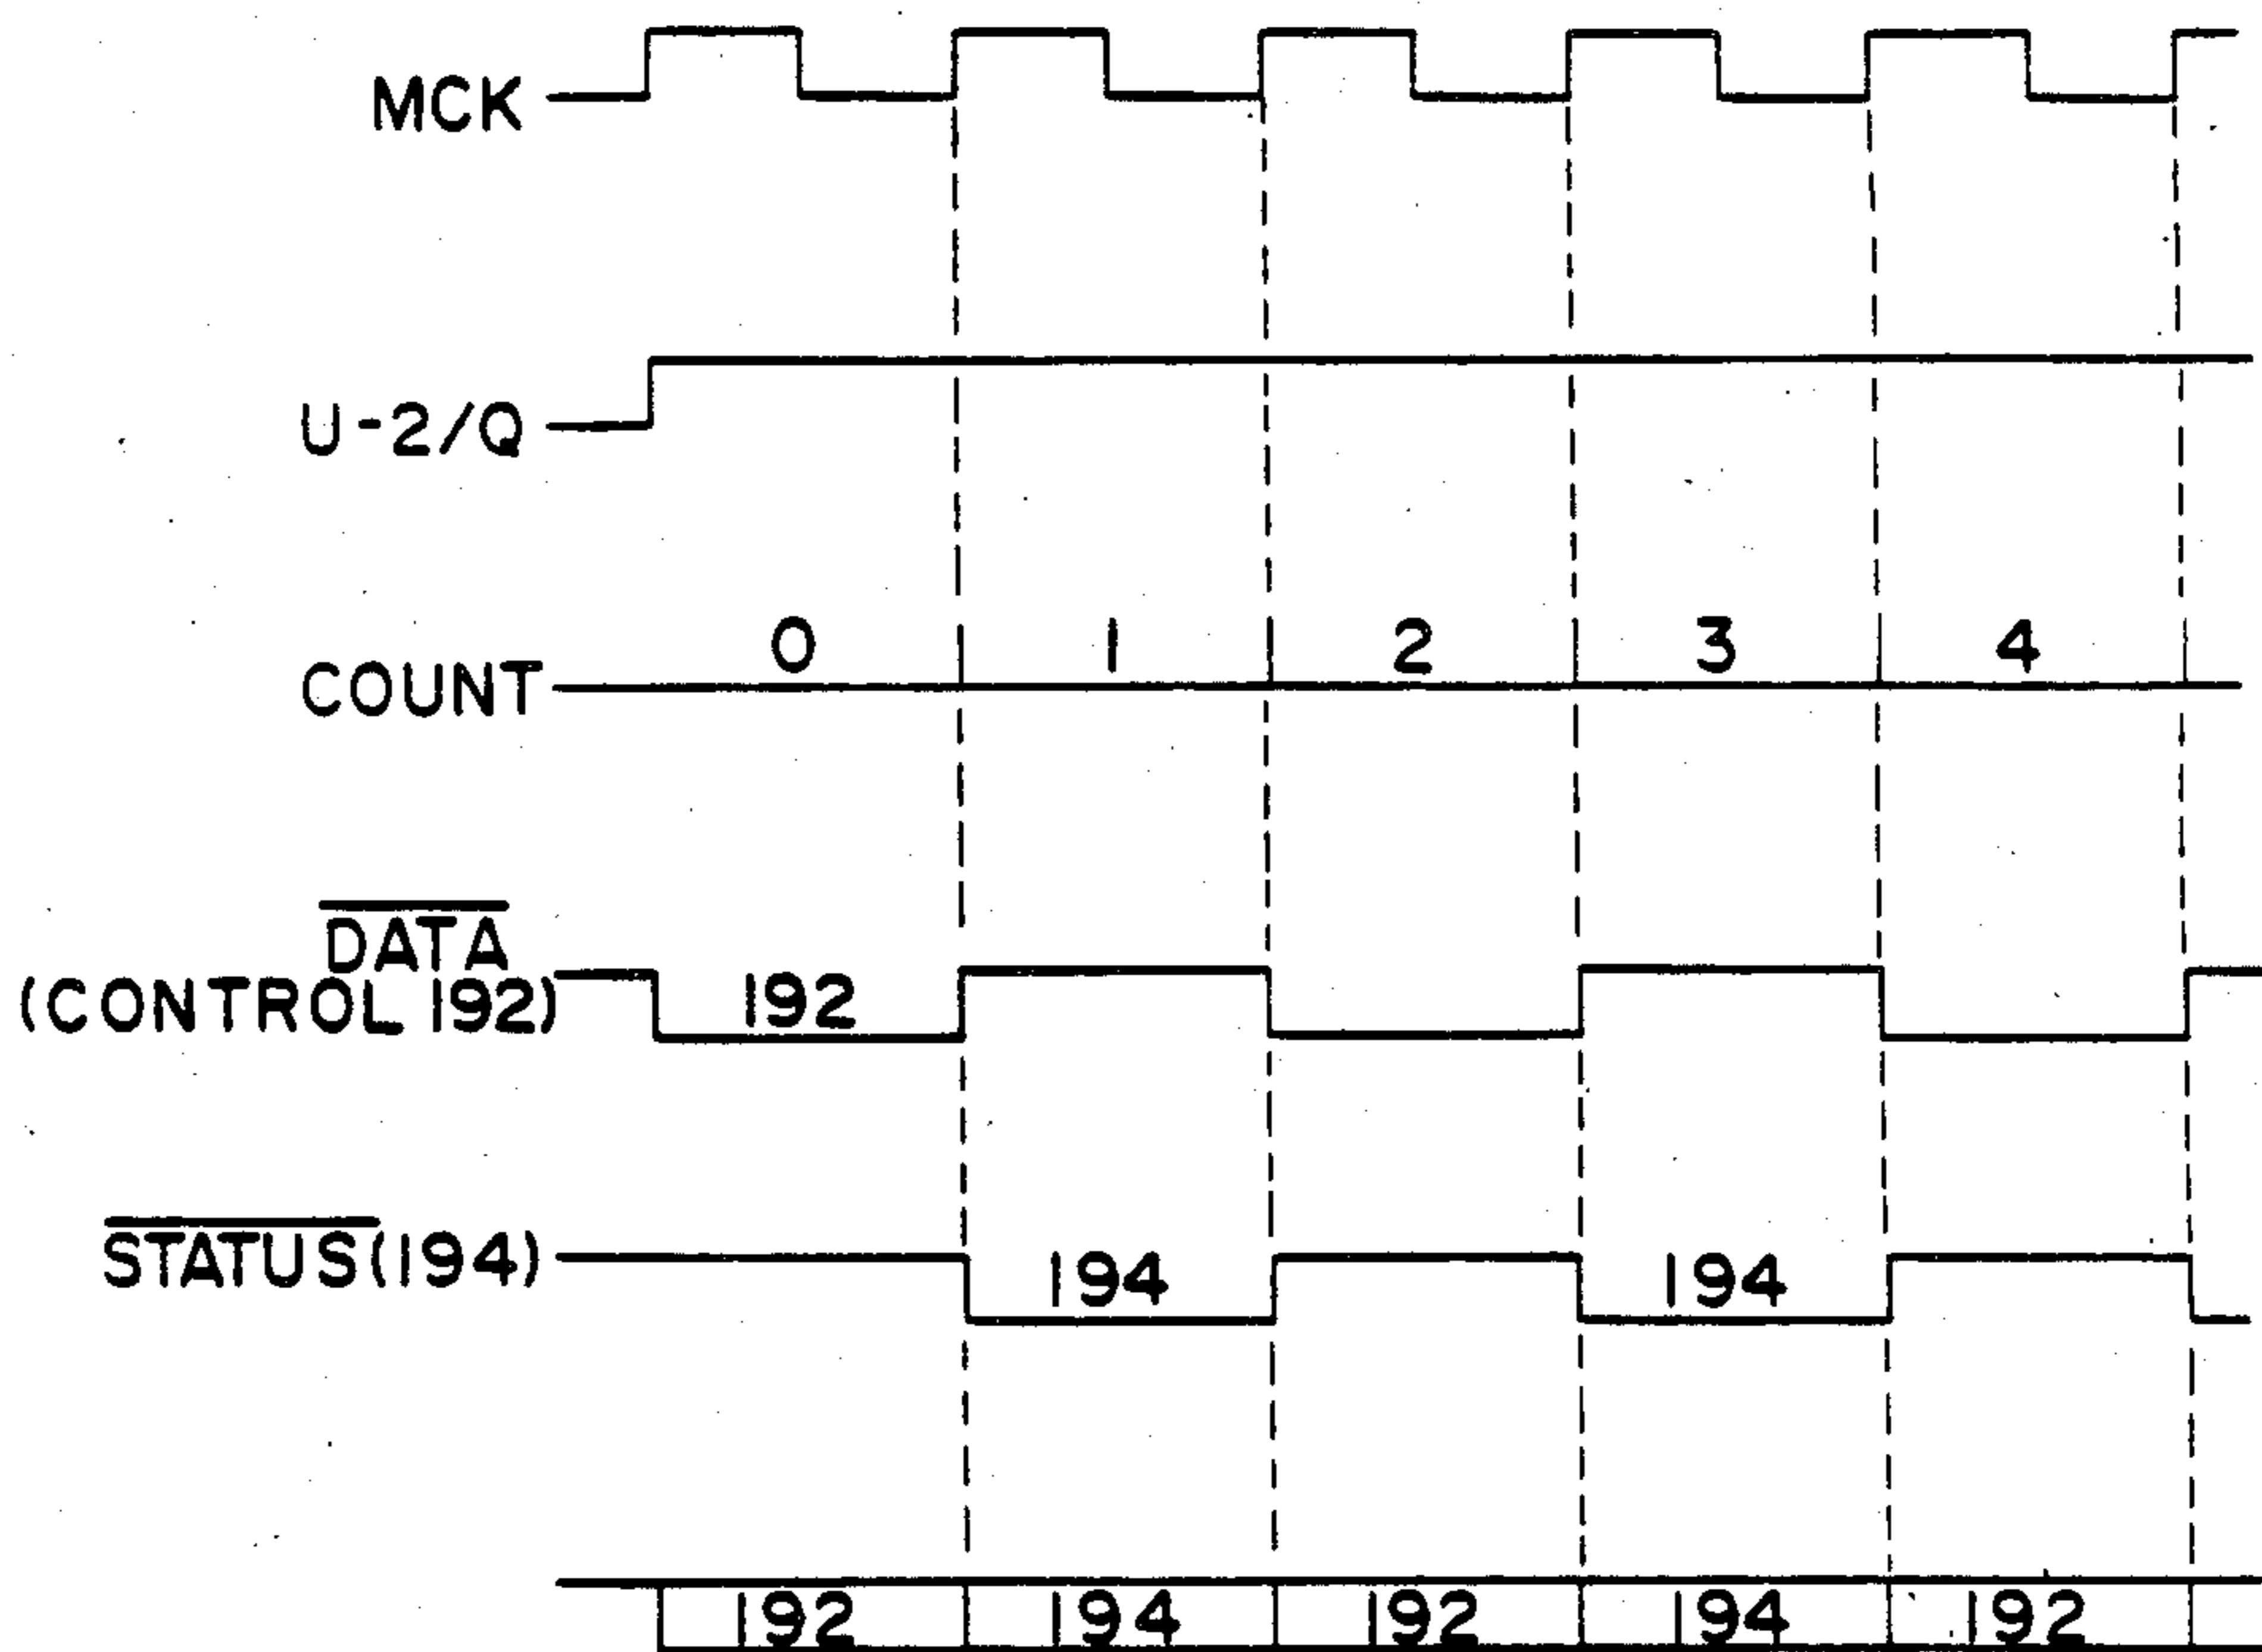 MCK
U-2/Q
COUNT 0 1 2 3 4
DATA
(CONTROL 192) 192
STATUS(194) 194 194
192 194 192 194 192